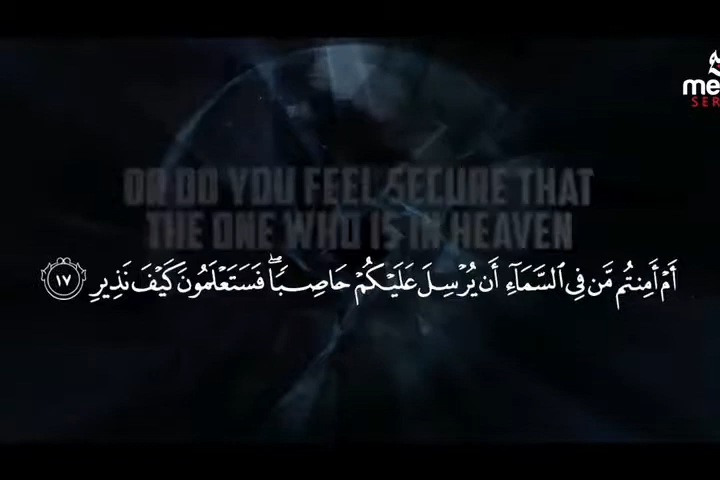 OR DO YOU FEEL SECURE THAT
THE ONE WHO IS IN HEAVEN
أَمْ أَمِنتُم مَّن فِي ٱلسَّمَآءِ أَن يُرْسِلَ عَلَيْكُمْ حَاصِبًا ۖ فَسَتَعْلَمُونَ كَيْفَ نَذِيرِ ١٧